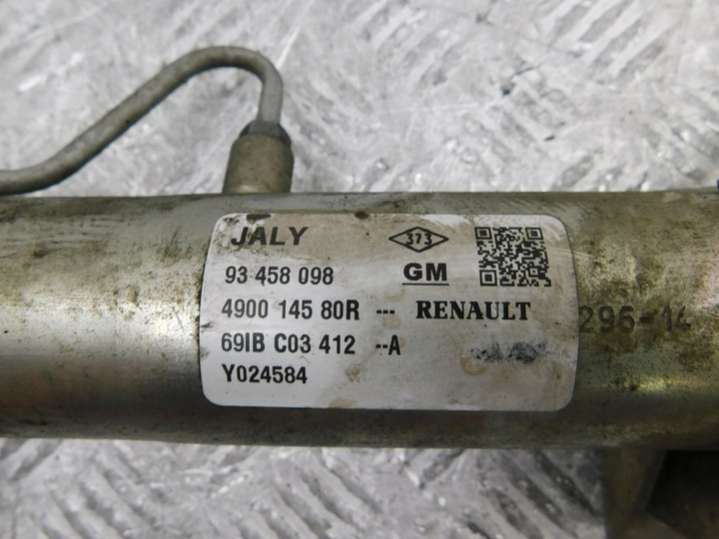 JALY 373
93 458 098 GM
4900 145 80R --- RENAULT
69IB C03 412 --A
Y024584
296-14